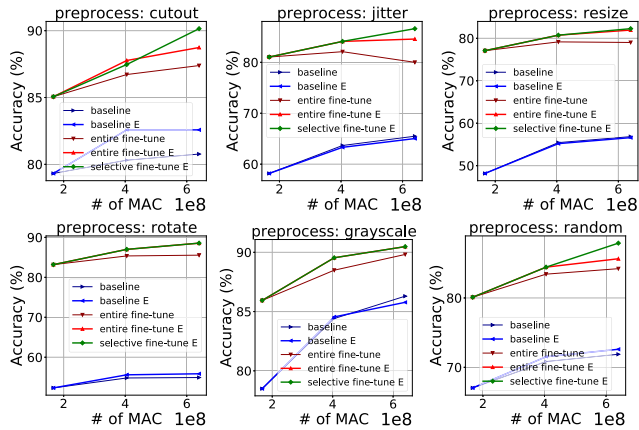 preprocess: cutout
Accuracy (%)
90
85
80
baseline
baseline E
entire fine-tune
entire fine-tune E
selective fine-tune E
2 4 6
# of MAC 1e8
preprocess: jitter
Accuracy (%)
80
70
60
baseline
baseline E
entire fine-tune
entire fine-tune E
selective fine-tune E
2 4 6
# of MAC 1e8
preprocess: resize
Accuracy (%)
90
80
70
60
50
baseline
baseline E
entire fine-tune
entire fine-tune E
selective fine-tune E
2 4 6
# of MAC 1e8
preprocess: rotate
Accuracy (%)
90
80
70
60
baseline
baseline E
entire fine-tune
entire fine-tune E
selective fine-tune E
2 4 6
# of MAC 1e8
preprocess: grayscale
Accuracy (%)
90
85
80
baseline
baseline E
entire fine-tune
entire fine-tune E
selective fine-tune E
2 4 6
# of MAC 1e8
preprocess: random
Accuracy (%)
80
70
baseline
baseline E
entire fine-tune
entire fine-tune E
selective fine-tune E
2 4 6
# of MAC 1e8